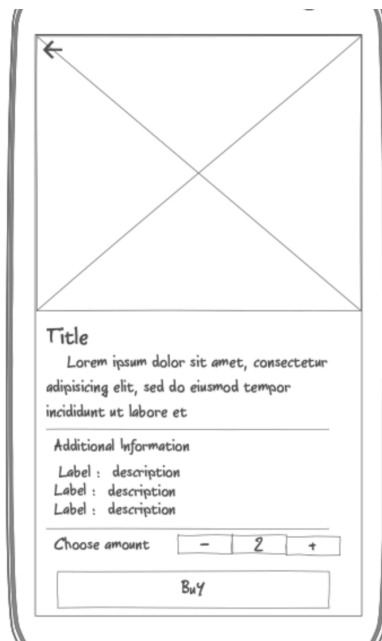 Title
Lorem ipsum dolor sit amet, consectetur
adipisicing elit, sed do eiusmod tempor
incididunt ut labore et
Additional Information
Label : description
Label : description
Label : description
Choose amount - 2 +
Buy